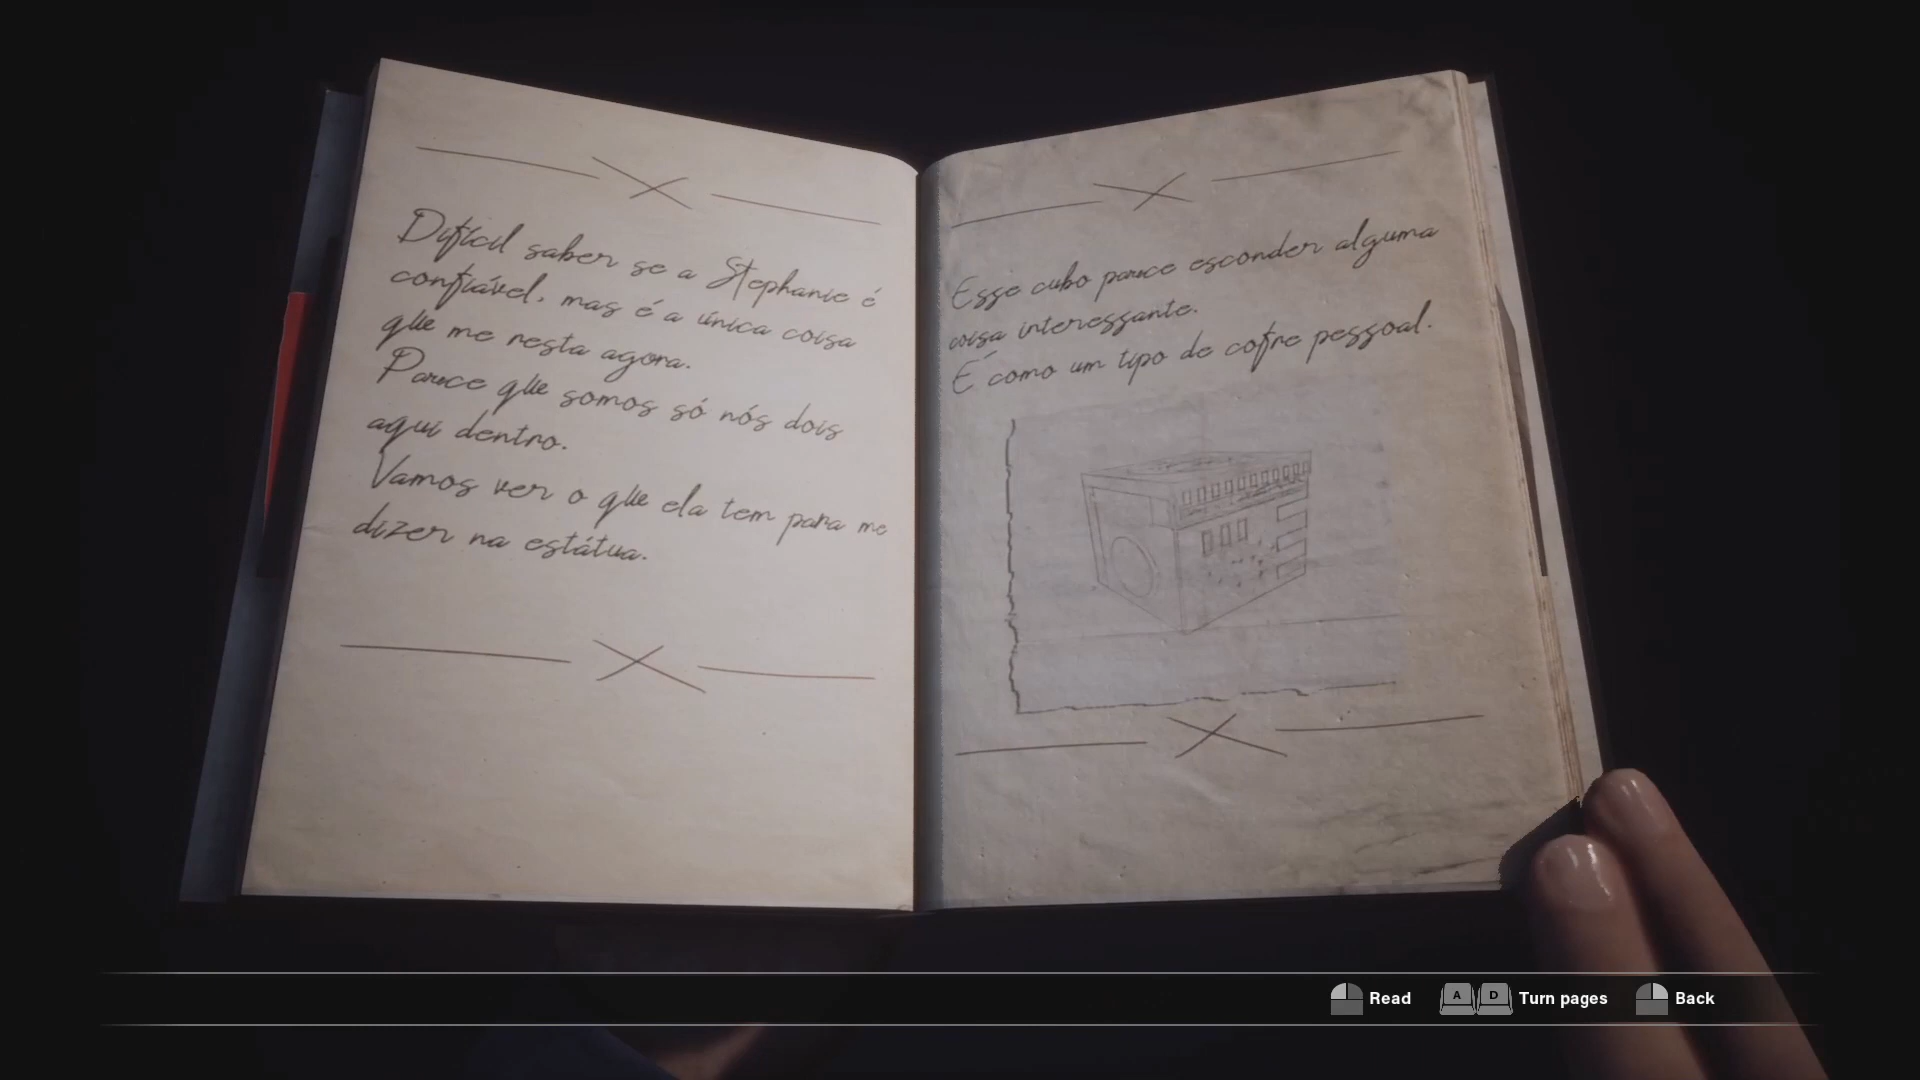 Difícil saber se a Stephanie é
confiável, mas é a única coisa
que me resta agora.
Parece que somos só nós dois
aqui dentro.
Vamos ver o que ela tem para me
dizer na estátua.
Esse cubo parece esconder alguma
coisa interessante.
É como um tipo de cofre pessoal.
Read A D Turn pages Back